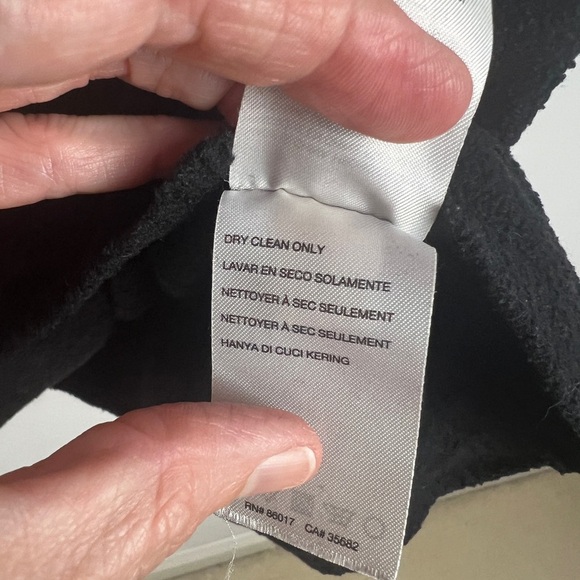 DRY CLEAN ONLY
LAVAR EN SECO SOLAMENTE
NETTOYER À SEC SEULEMENT
NETTOYER À SEC SEULEMENT
HANYA DI CUCI KERING
RN# 86017 CA# 35682